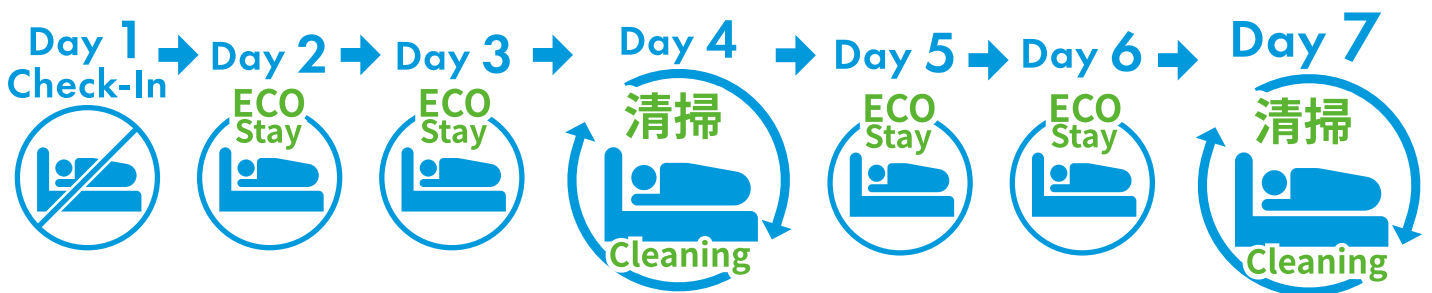 Day 1
Check-In
Day 2
ECO
Stay
Day 3
ECO
Stay
Day 4
清掃
Cleaning
Day 5
ECO
Stay
Day 6
ECO
Stay
Day 7
清掃
Cleaning